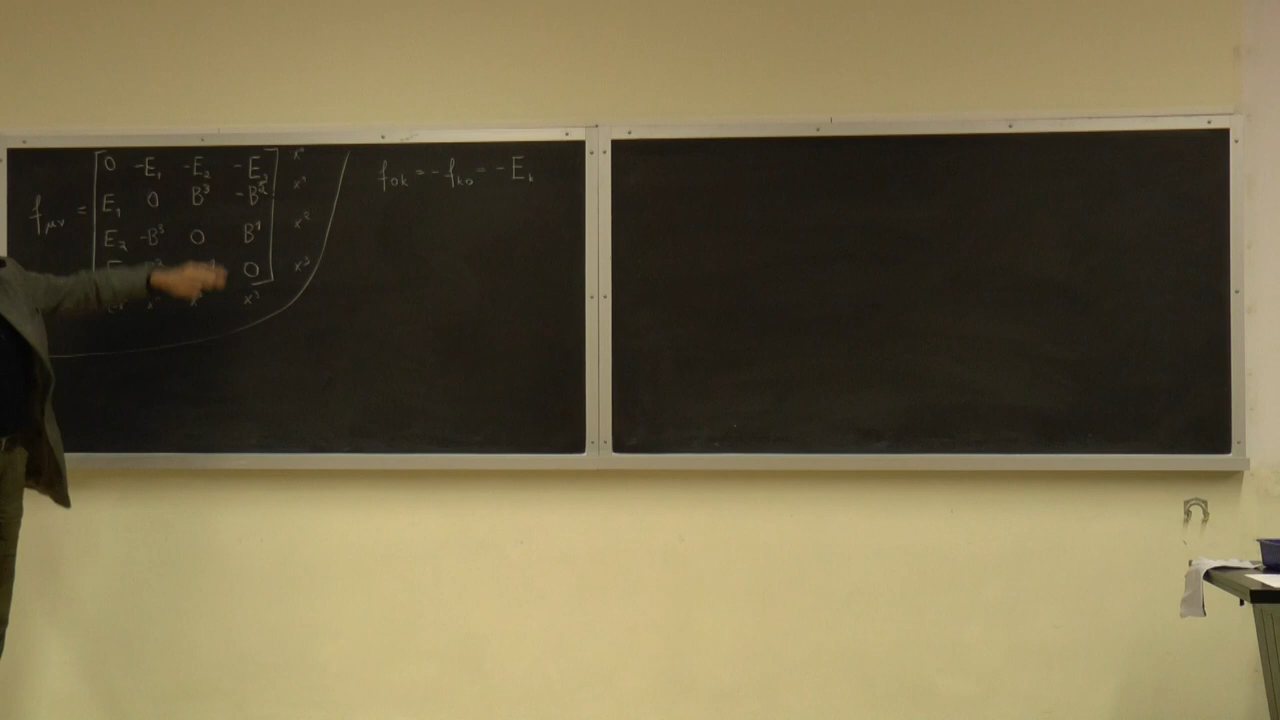 0 -E₁ -E₂ -E₃ x⁰ f₀ₖ = -fₖ₀ = -Eₖ
E₁ 0 B³ -B² x¹
f_μν =
E₂ -B³ 0 B¹ x²
0 x³
x³